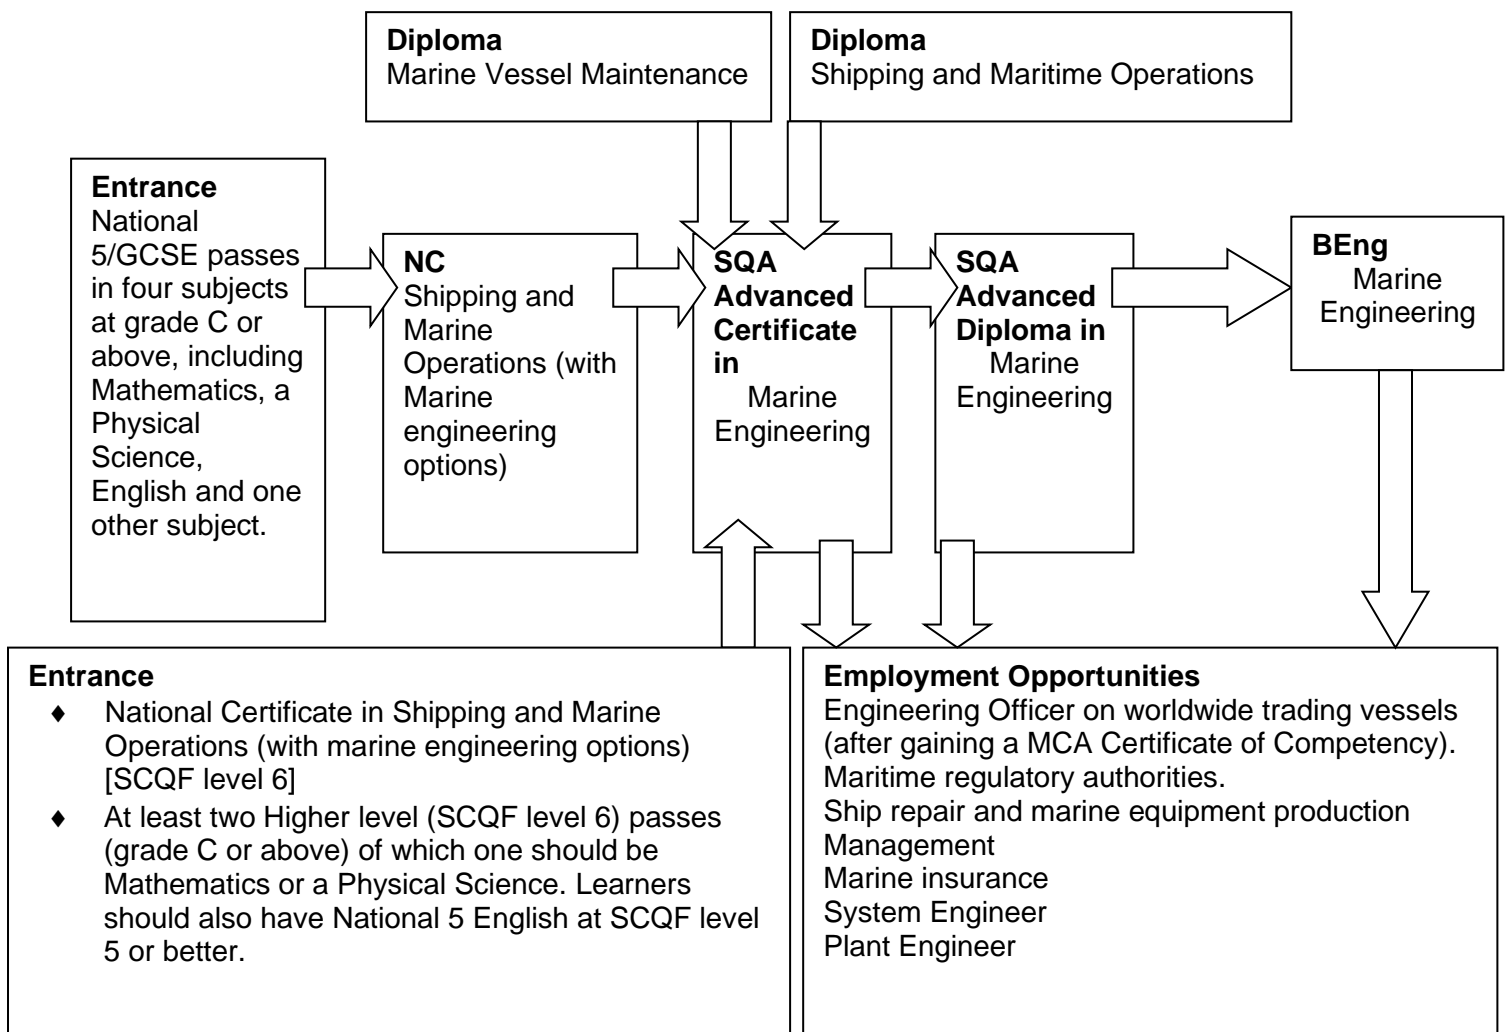 Diploma
Marine Vessel Maintenance
Diploma
Shipping and Maritime Operations
Entrance
National
5/GCSE passes
in four subjects
at grade C or
above, including
Mathematics, a
Physical
Science,
English and one
other subject.
NC
Shipping and
Marine
Operations (with
Marine
engineering
options)
SQA
Advanced
Certificate
in
Marine
Engineering
SQA
Advanced
Diploma in
Marine
Engineering
BEng
Marine
Engineering
Entrance
♦ National Certificate in Shipping and Marine
Operations (with marine engineering options)
[SCQF level 6]
♦ At least two Higher level (SCQF level 6) passes
(grade C or above) of which one should be
Mathematics or a Physical Science. Learners
should also have National 5 English at SCQF level
5 or better.
Employment Opportunities
Engineering Officer on worldwide trading vessels
(after gaining a MCA Certificate of Competency).
Maritime regulatory authorities.
Ship repair and marine equipment production
Management
Marine insurance
System Engineer
Plant Engineer